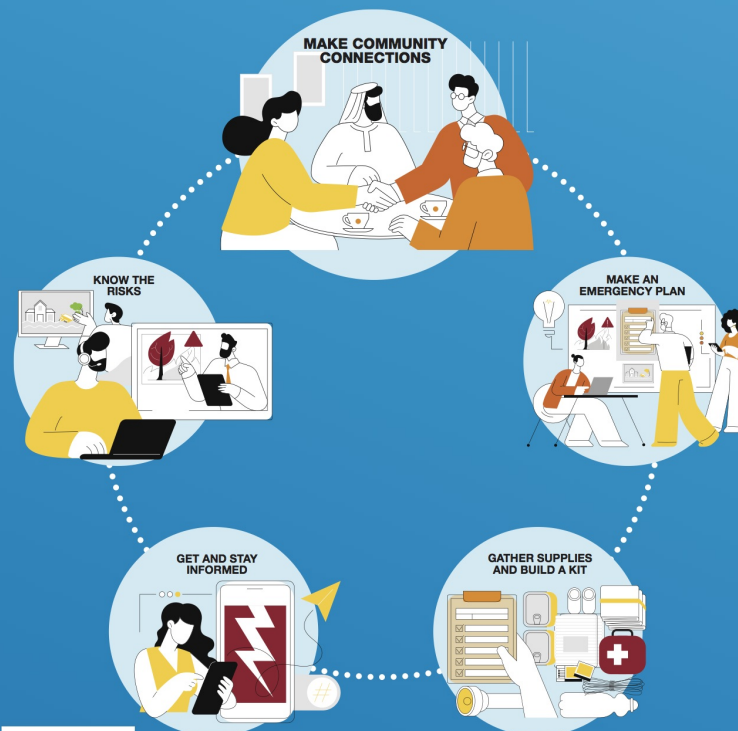 MAKE COMMUNITY
CONNECTIONS
KNOW THE
RISKS
MAKE AN
EMERGENCY PLAN
GET AND STAY
INFORMED
GATHER SUPPLIES
AND BUILD A KIT
#